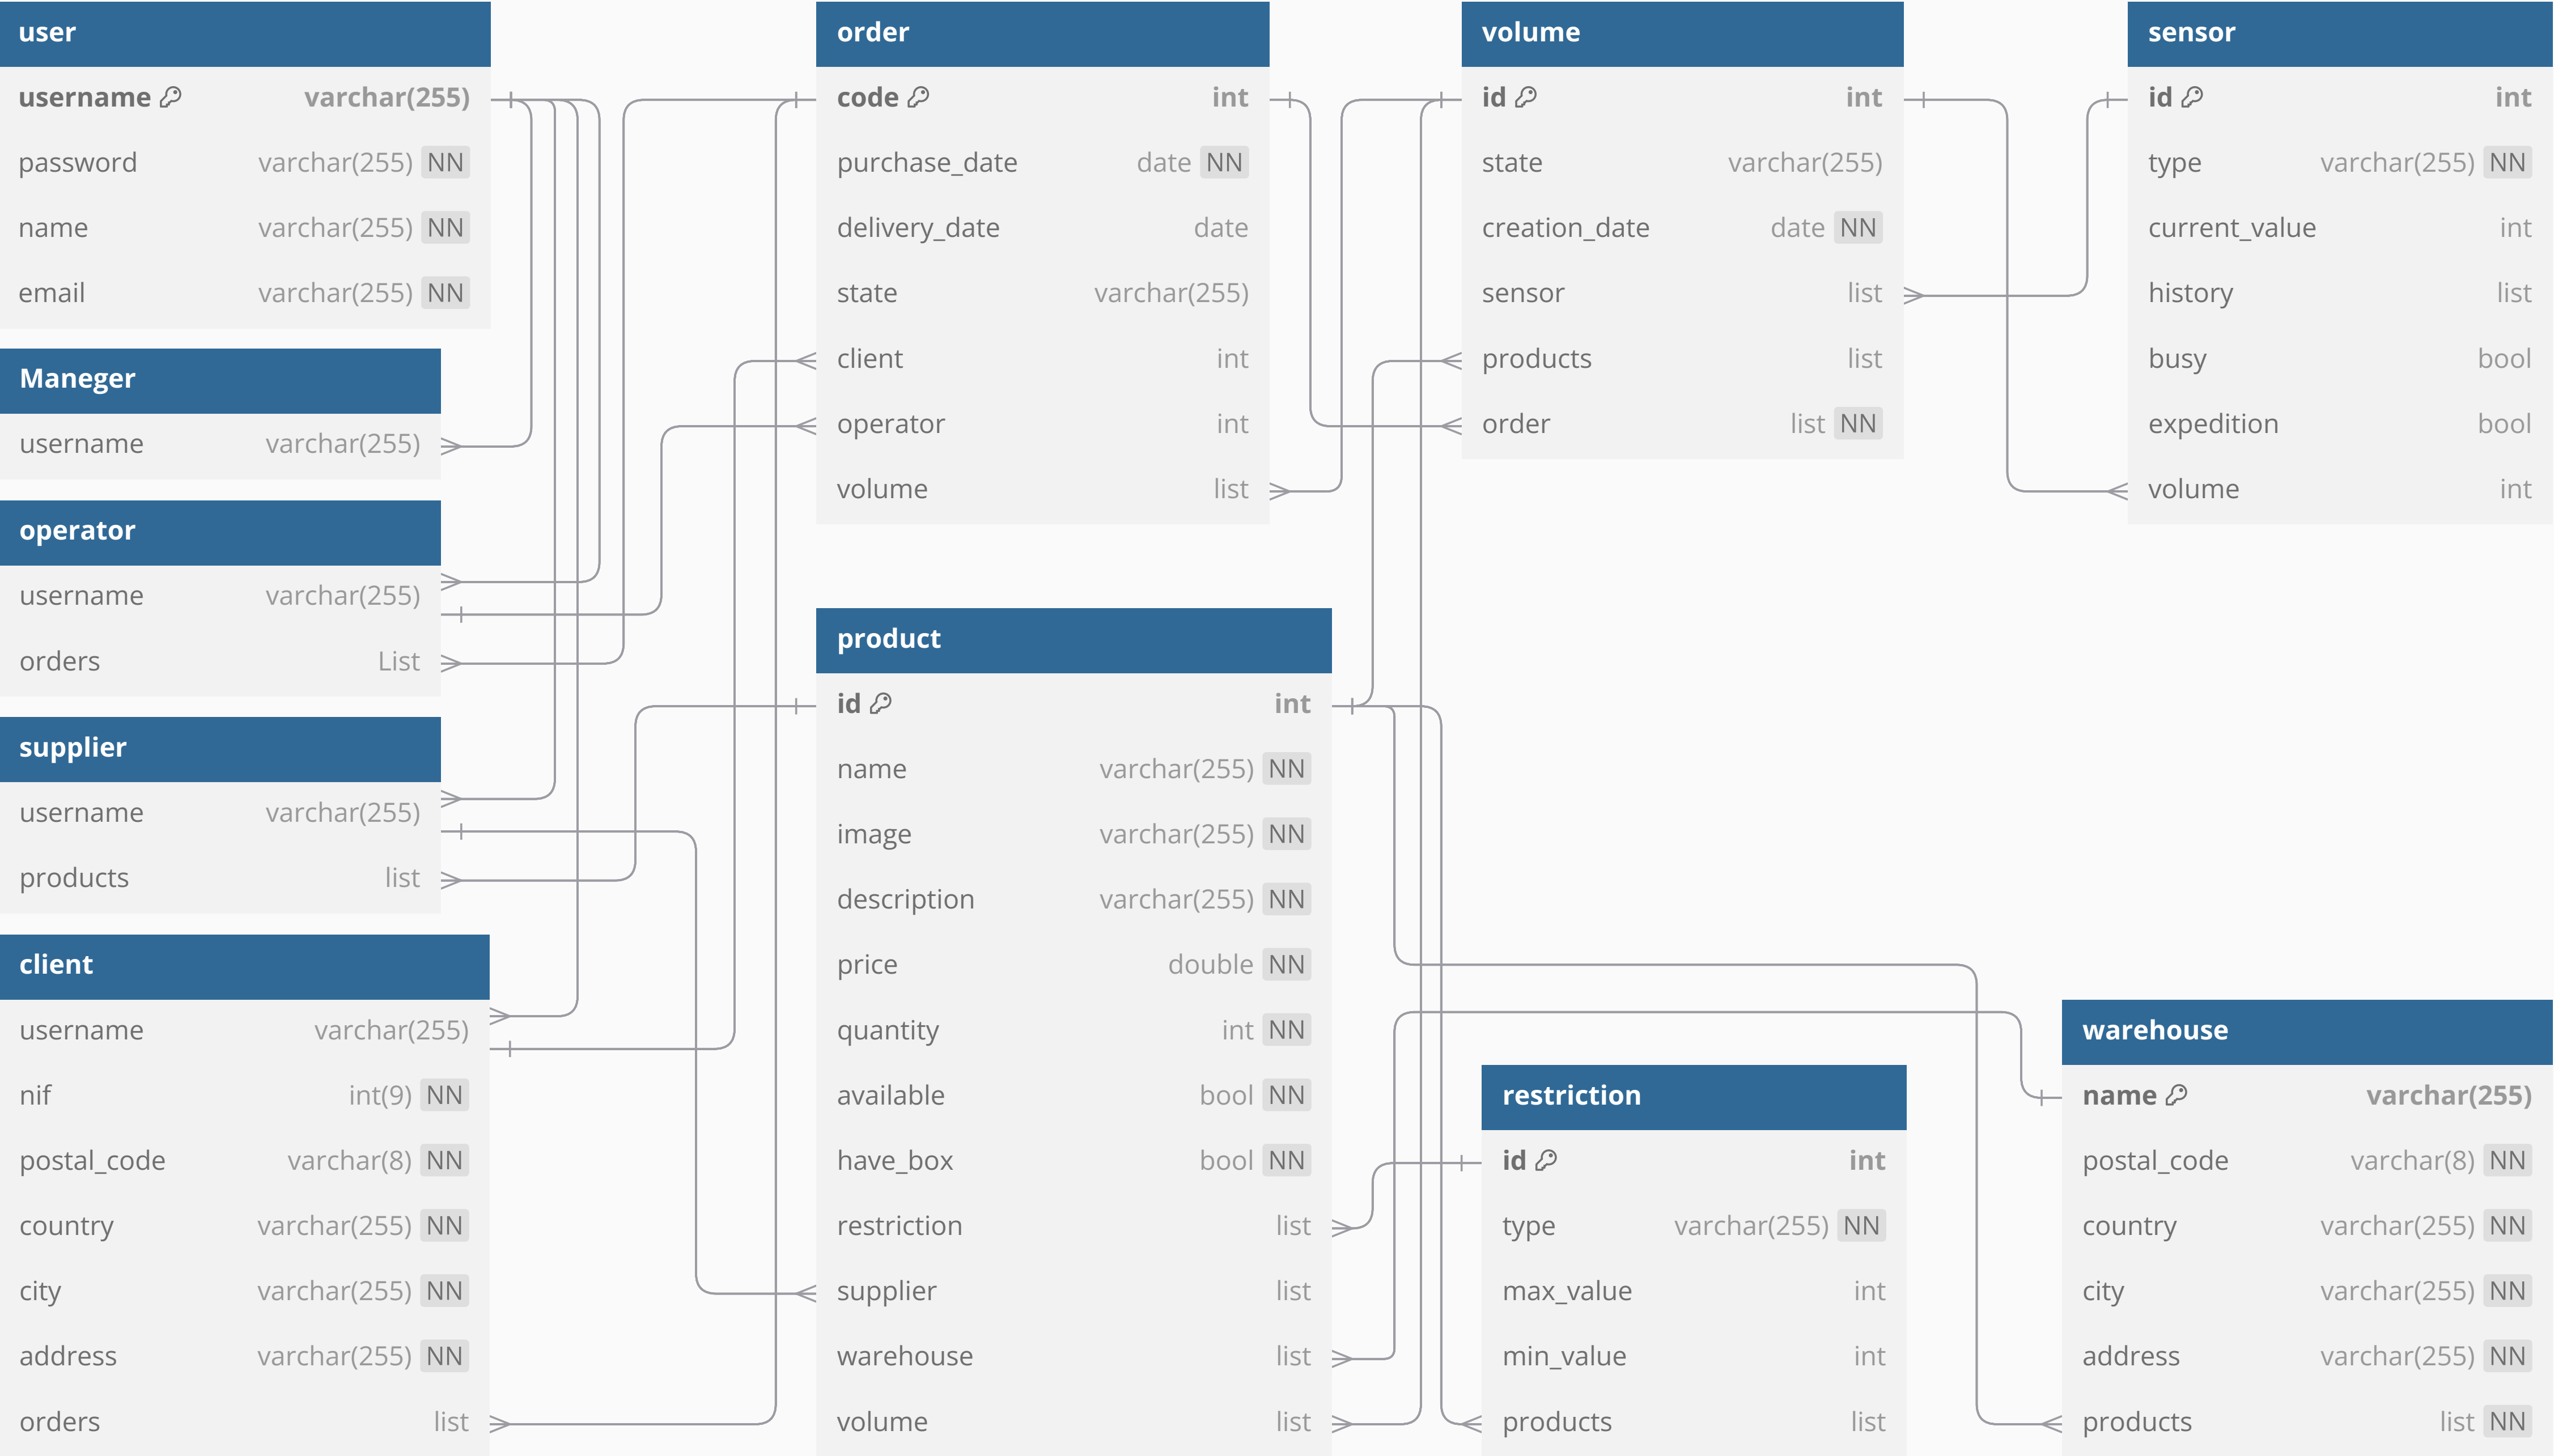 user
username varchar(255)
password varchar(255) NN
name varchar(255) NN
email varchar(255) NN
Maneger
username varchar(255)
operator
username varchar(255)
orders List
supplier
username varchar(255)
products list
client
username varchar(255)
nif int(9) NN
postal_code varchar(8) NN
country varchar(255) NN
city varchar(255) NN
address varchar(255) NN
orders list
order
code int
purchase_date date NN
delivery_date date
state varchar(255)
client int
operator int
volume list
product
id int
name varchar(255) NN
image varchar(255) NN
description varchar(255) NN
price double NN
quantity int NN
available bool NN
have_box bool NN
restriction list
supplier list
warehouse list
volume list
volume
id int
state varchar(255)
creation_date date NN
sensor list
products list
order list NN
restriction
id int
type varchar(255) NN
max_value int
min_value int
products list
sensor
id int
type varchar(255) NN
current_value int
history list
busy bool
expedition bool
volume int
warehouse
name varchar(255)
postal_code varchar(8) NN
country varchar(255) NN
city varchar(255) NN
address varchar(255) NN
products list NN